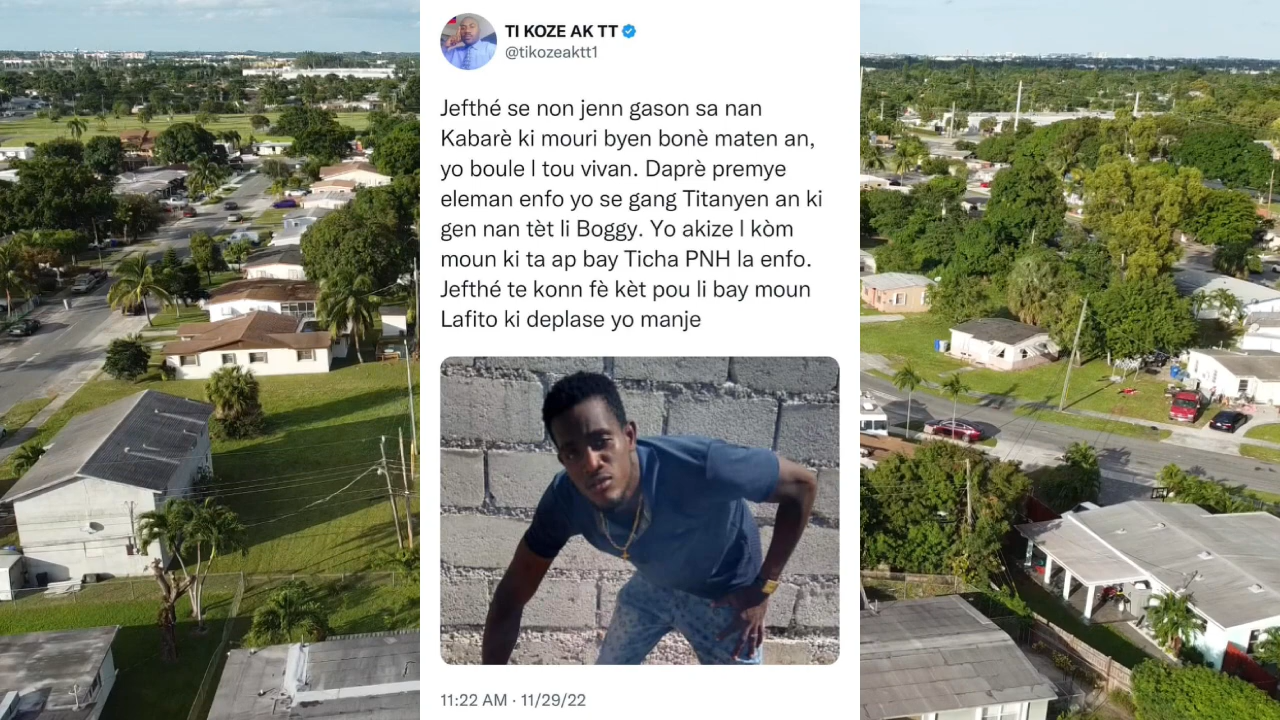 TI KOZE AK TT
@tikozeaktt1
Jefthé se non jenn gason sa nan
Kabarè ki mouri byen bonè maten an,
yo boule l tou vivan. Daprè premye
eleman enfo yo se gang Titanyen an ki
gen nan tèt li Boggy. Yo akize l kòm
moun ki ta ap bay Ticha PNH la enfo.
Jefthé te konn fè kèt pou li bay moun
Lafito ki deplase yo manje
11:22 AM · 11/29/22